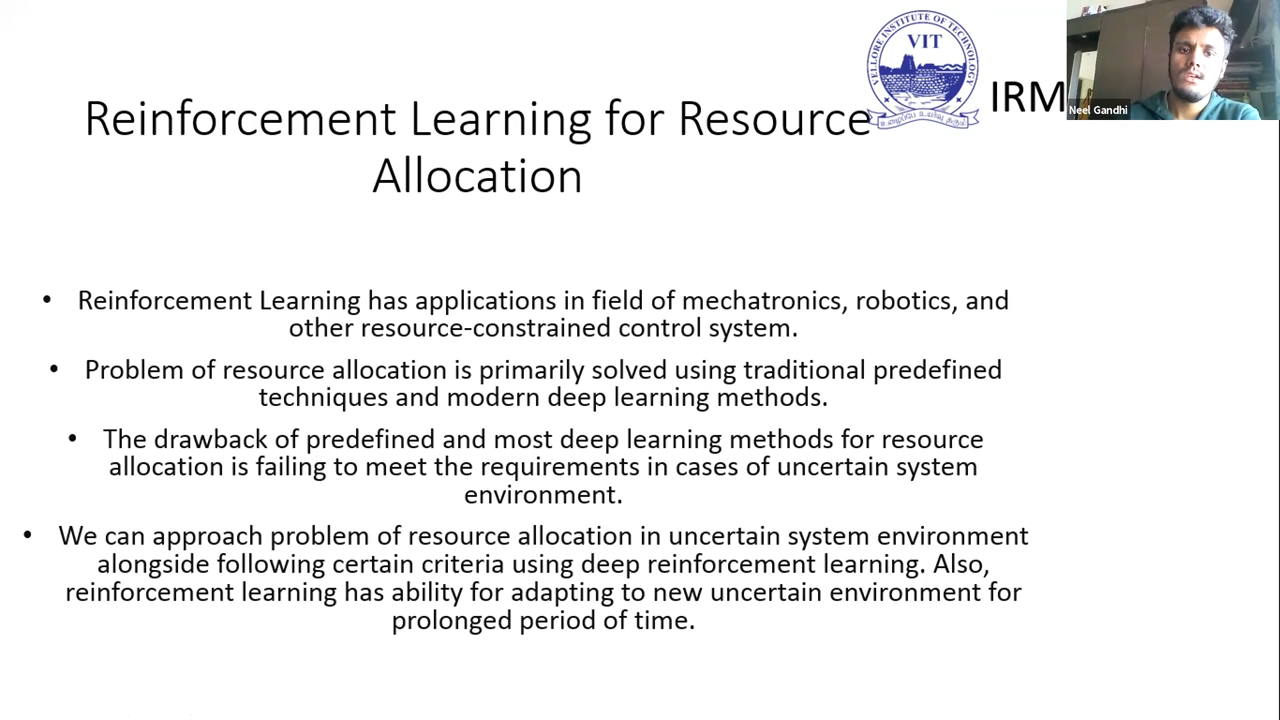 VELLORE INSTITUTE OF TECHNOLOGY
VIT
IRM
Neel Gandhi
Reinforcement Learning for Resource
Allocation
• Reinforcement Learning has applications in field of mechatronics, robotics, and
other resource-constrained control system.
• Problem of resource allocation is primarily solved using traditional predefined
techniques and modern deep learning methods.
• The drawback of predefined and most deep learning methods for resource
allocation is failing to meet the requirements in cases of uncertain system
environment.
• We can approach problem of resource allocation in uncertain system environment
alongside following certain criteria using deep reinforcement learning. Also,
reinforcement learning has ability for adapting to new uncertain environment for
prolonged period of time.